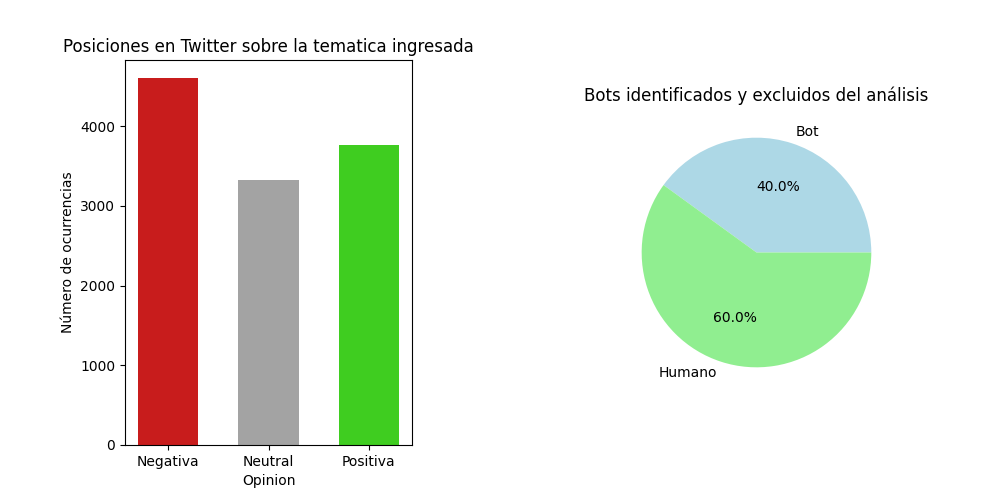 Posiciones en Twitter sobre la tematica ingresada
Número de ocurrencias
4000
3000
2000
1000
0
Negativa
Neutral
Positiva
Opinion
Bots identificados y excluidos del análisis
Bot
40.0%
60.0%
Humano